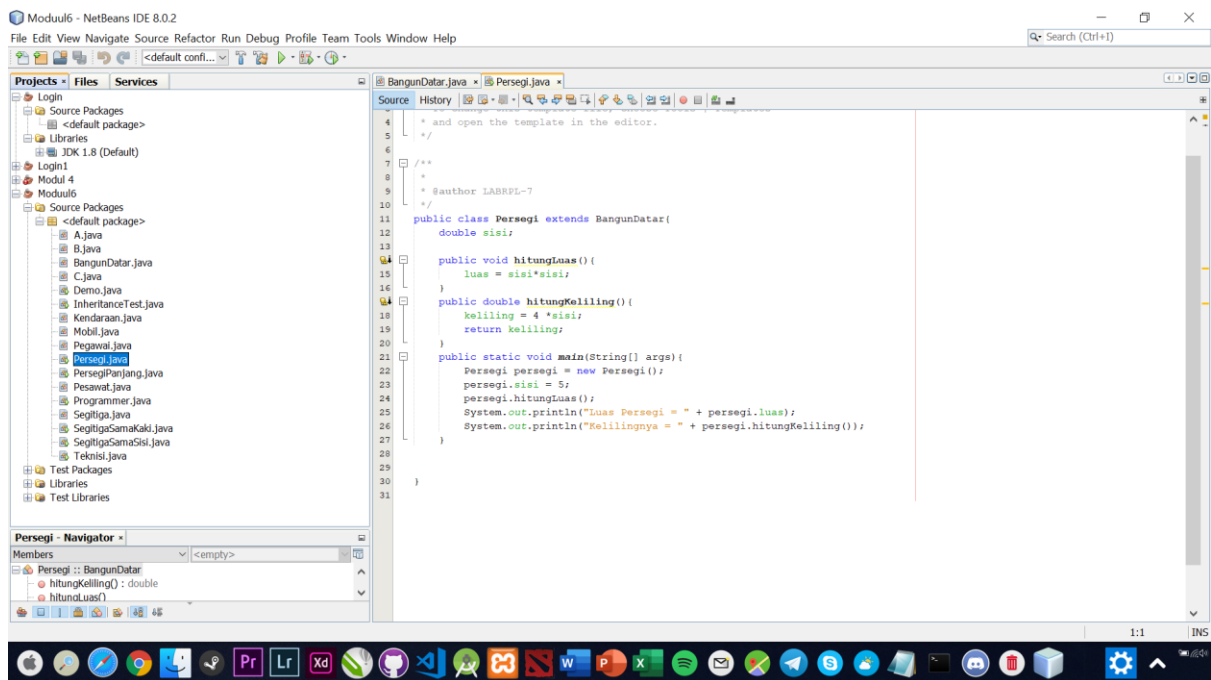 Moduul6 - NetBeans IDE 8.0.2
File Edit View Navigate Source Refactor Run Debug Profile Team Tools Window Help
Search (Ctrl+I)
<default confi...
Projects × Files Services
Login
Source Packages
<default package>
Libraries
JDK 1.8 (Default)
Login1
Modul 4
Moduul6
Source Packages
<default package>
A.java
B.java
BangunDatar.java
C.java
Demo.java
InheritanceTest.java
Kendaraan.java
Mobil.java
Pegawai.java
Persegi.java
PersegiPanjang.java
Pesawat.java
Programmer.java
Segitiga.java
SegitigaSamaKaki.java
SegitigaSamaSisi.java
Teknisi.java
Test Packages
Libraries
Test Libraries
Persegi - Navigator ×
Members <empty>
Persegi :: BangunDatar
hitungKeliling() : double
hitungLuas()
BangunDatar.java × Persegi.java ×
Source History
4 * and open the template in the editor.
5 */
6
7 /**
8 *
9 * @author LABRPL-7
10 */
11 public class Persegi extends BangunDatar{
12 double sisi;
13
public void hitungLuas(){
15 luas = sisi*sisi;
16 }
public double hitungKeliling(){
18 keliling = 4 *sisi;
19 return keliling;
20 }
21 public static void main(String[] args){
22 Persegi persegi = new Persegi();
23 persegi.sisi = 5;
24 persegi.hitungLuas();
25 System.out.println("Luas Persegi = " + persegi.luas);
26 System.out.println("Kelilingnya = " + persegi.hitungKeliling());
27 }
28
29
30 }
31
1:1 INS
Pr Lr Xd